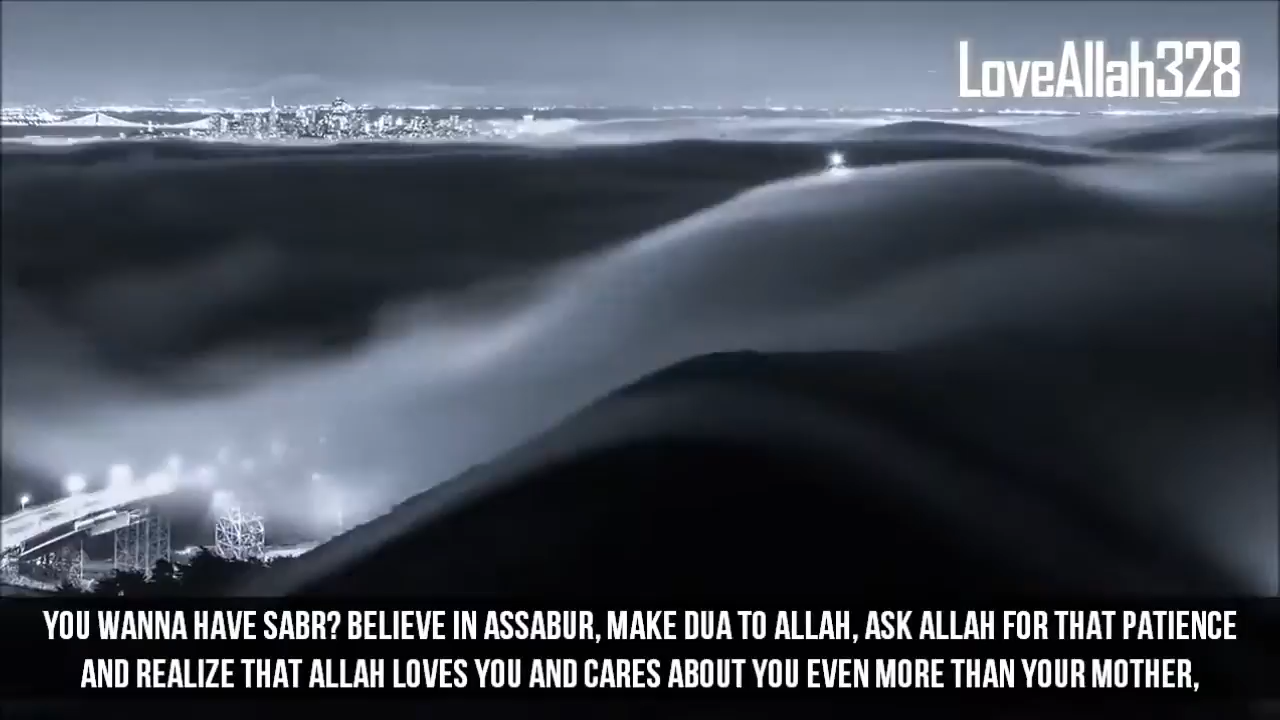 LoveAllah328
YOU WANNA HAVE SABR? BELIEVE IN ASSABUR, MAKE DUA TO ALLAH, ASK ALLAH FOR THAT PATIENCE
AND REALIZE THAT ALLAH LOVES YOU AND CARES ABOUT YOU EVEN MORE THAN YOUR MOTHER,